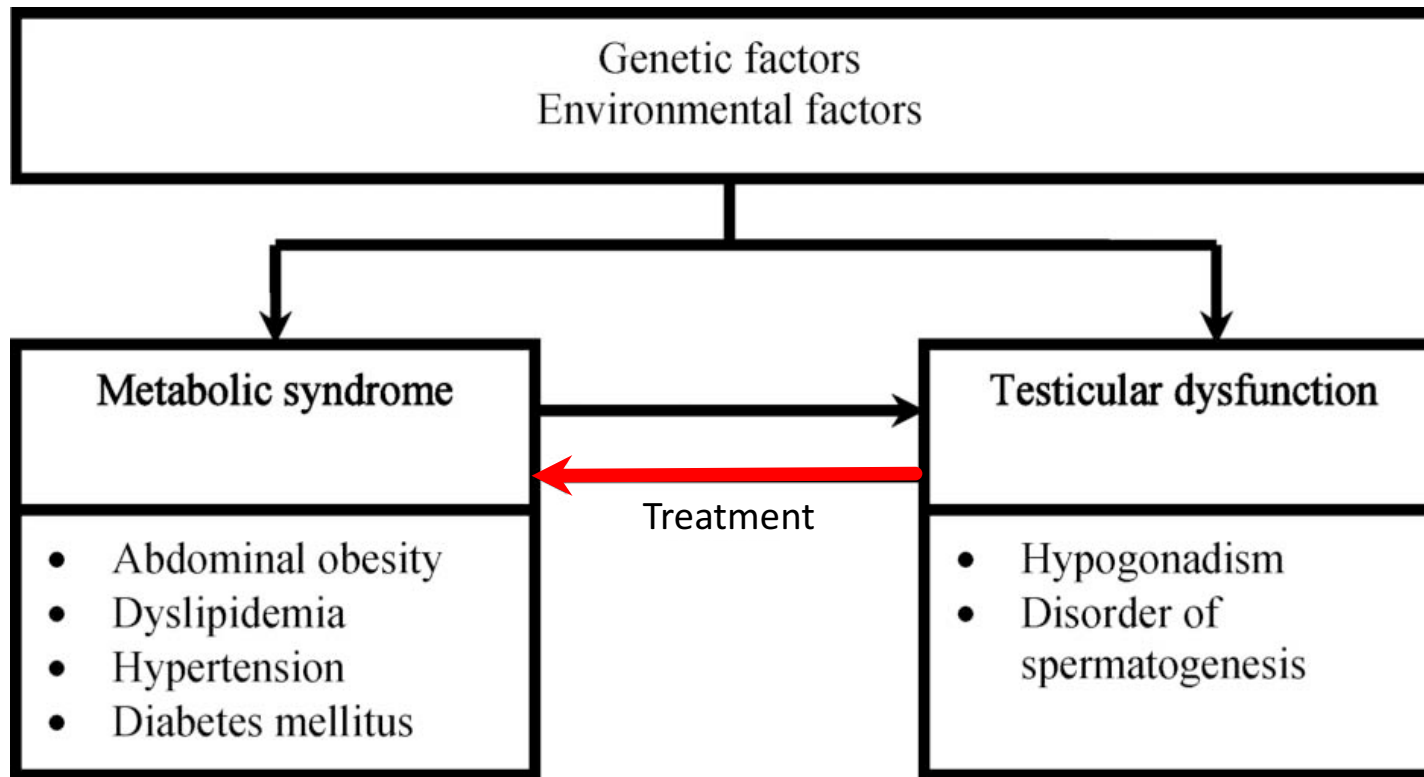 Genetic factors
Environmental factors
Metabolic syndrome
Testicular dysfunction
Treatment
• Abdominal obesity
• Dyslipidemia
• Hypertension
• Diabetes mellitus
• Hypogonadism
• Disorder of
spermatogenesis